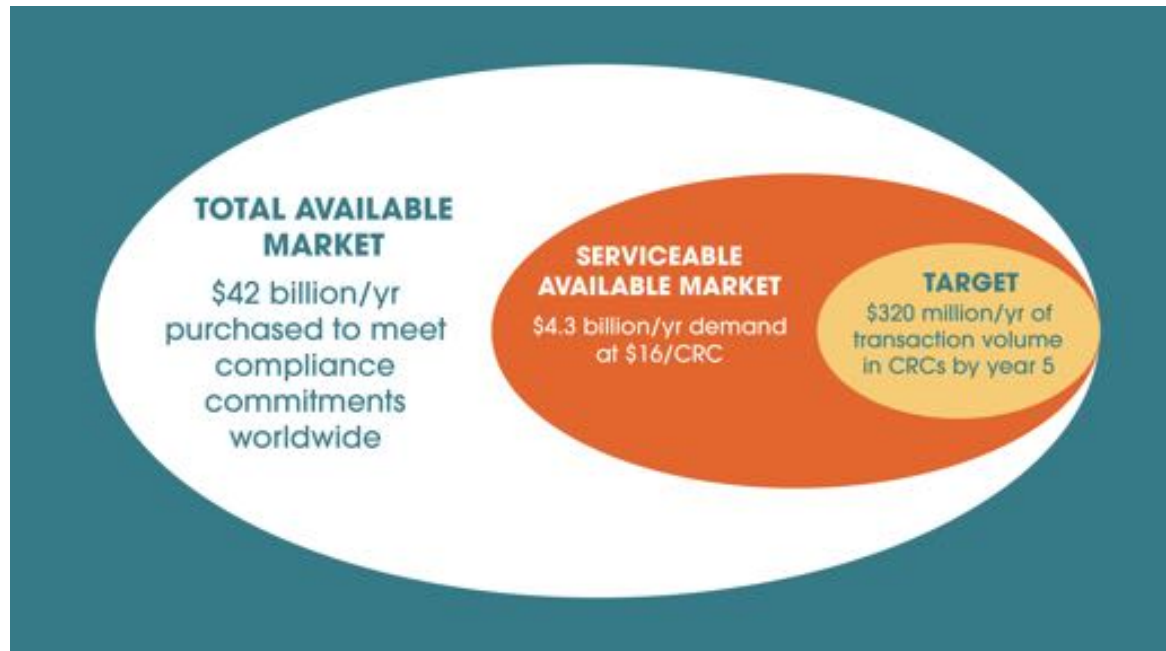 TOTAL AVAILABLE
MARKET
$42 billion/yr
purchased to meet
compliance
commitments
worldwide
SERVICEABLE
AVAILABLE MARKET
$4.3 billion/yr demand
at $16/CRC
TARGET
$320 million/yr of
transaction volume
in CRCs by year 5